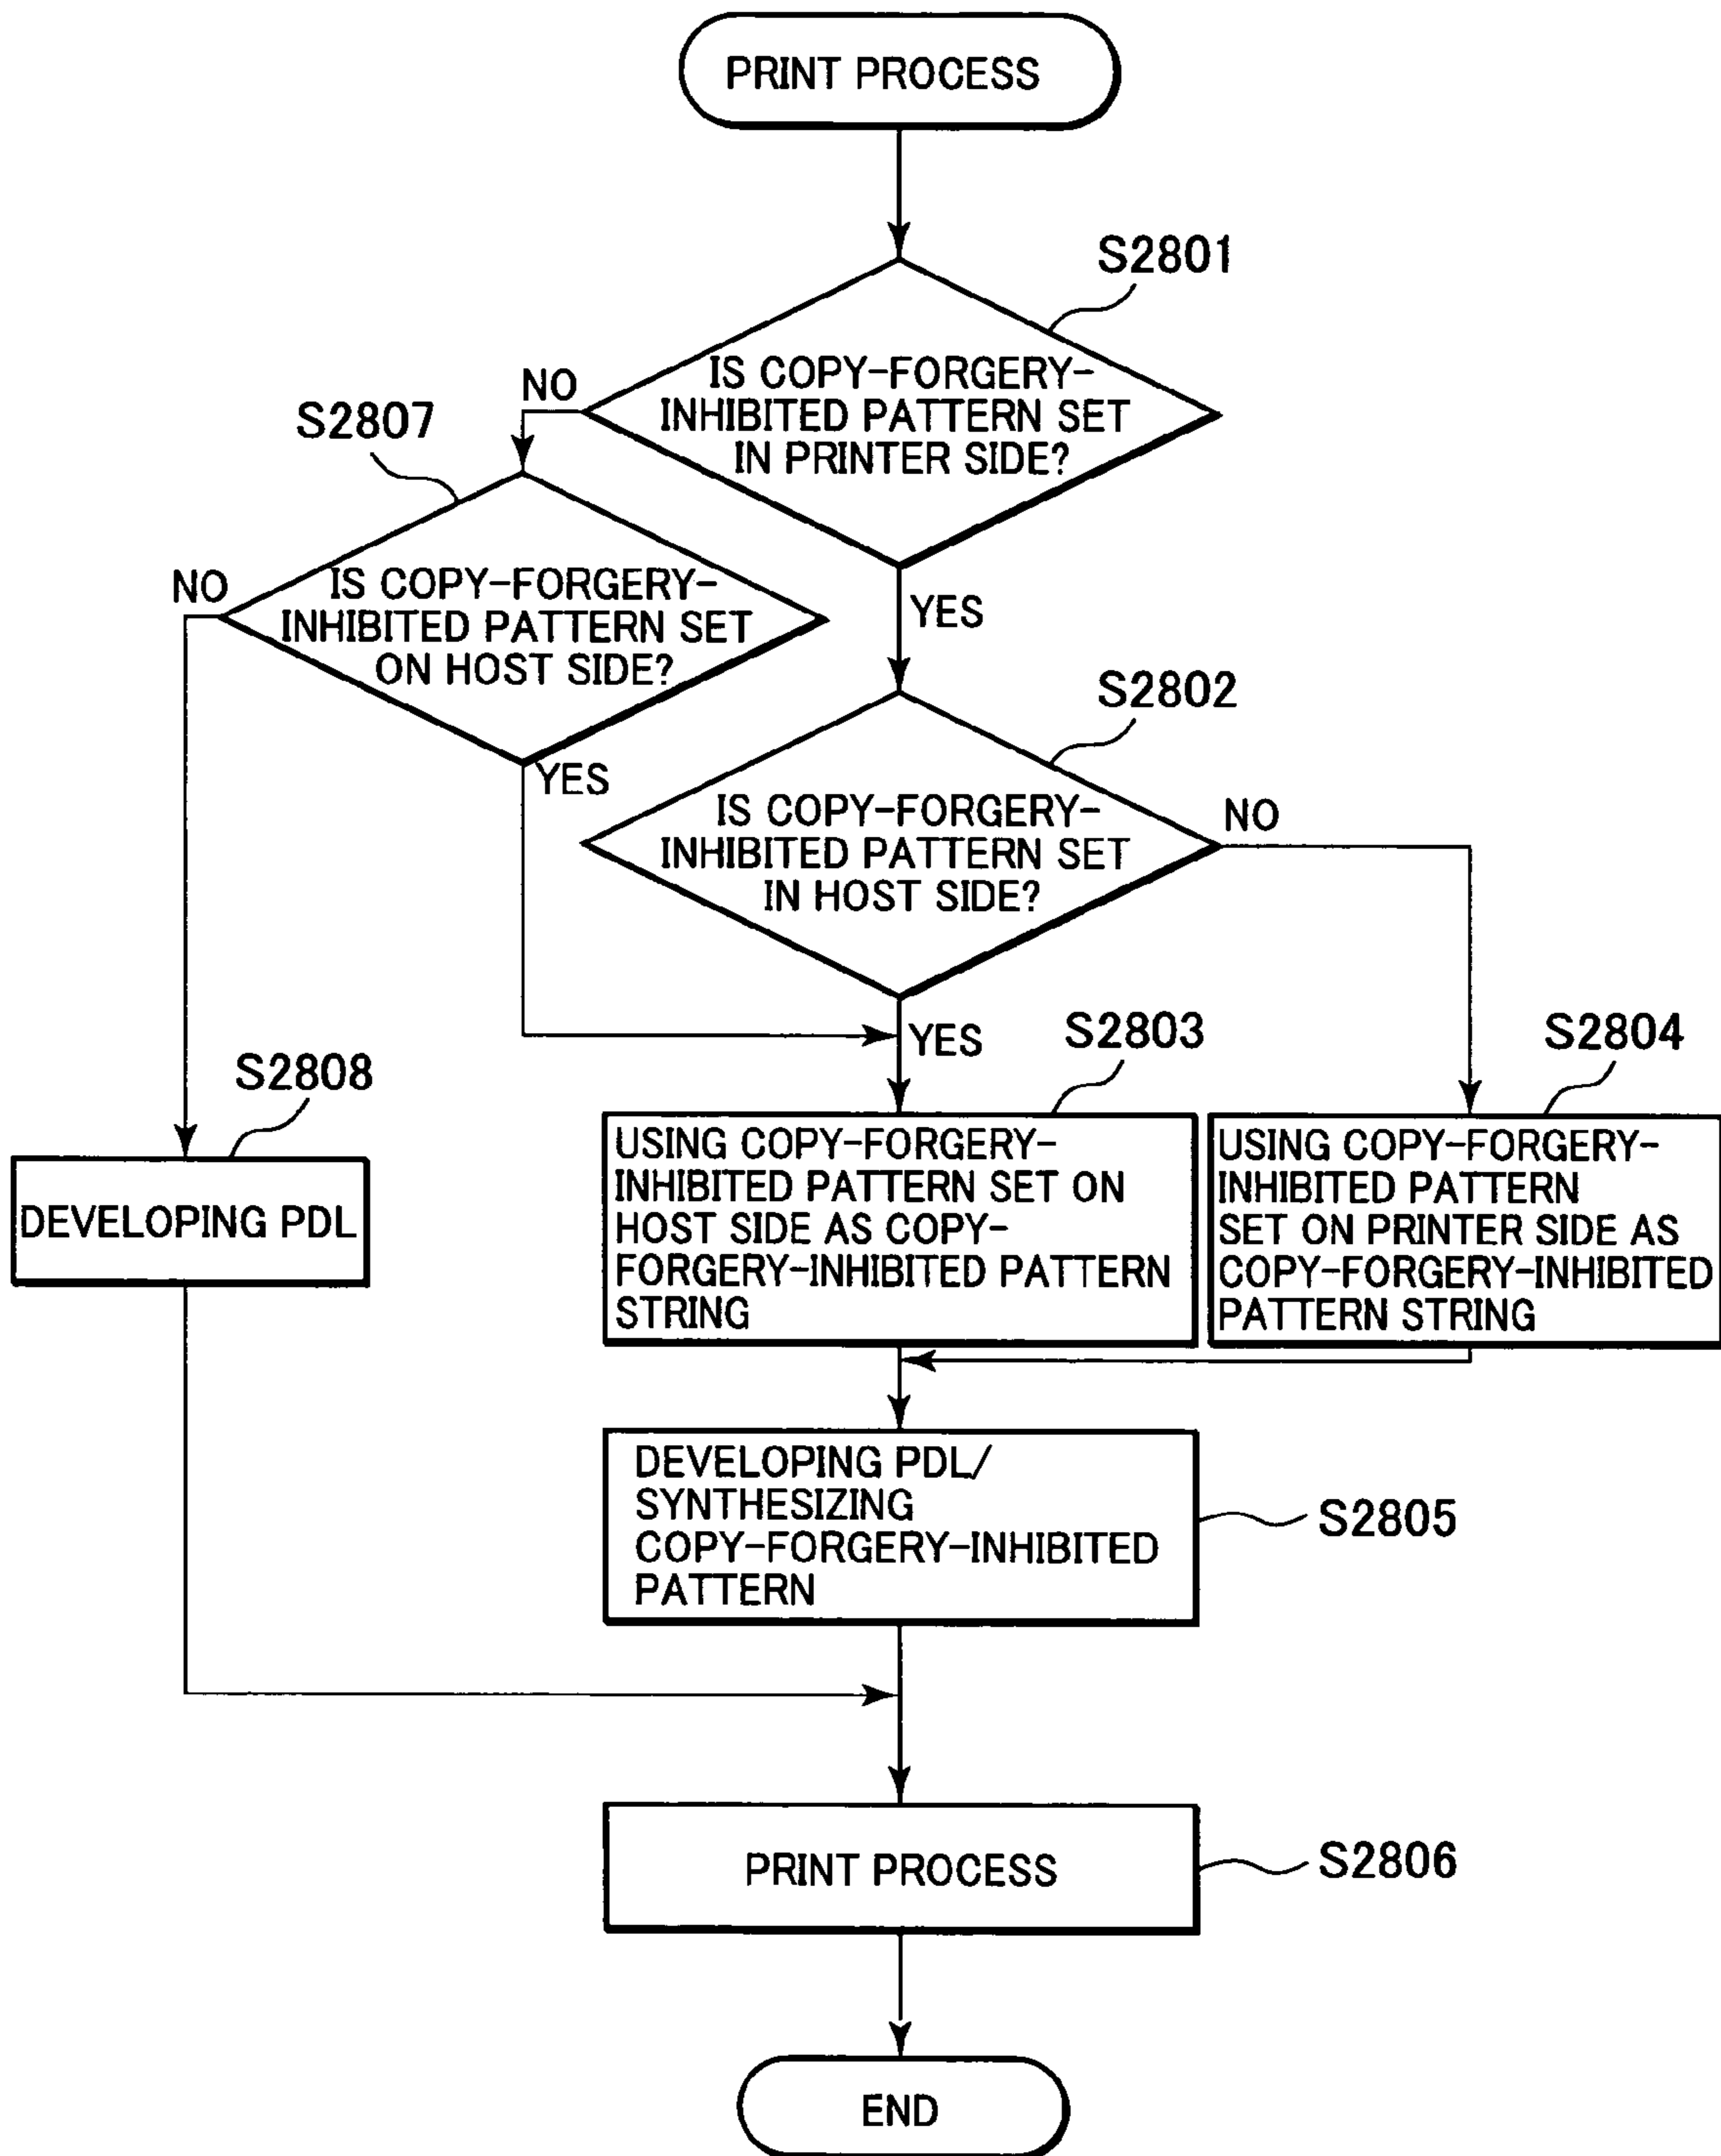 PRINT PROCESS
S2801
IS COPY-FORGERY-
INHIBITED PATTERN SET
IN PRINTER SIDE?
NO
YES
S2807
IS COPY-FORGERY-
INHIBITED PATTERN SET
ON HOST SIDE?
NO
YES
S2802
IS COPY-FORGERY-
INHIBITED PATTERN SET
IN HOST SIDE?
NO
YES
S2803
USING COPY-FORGERY-
INHIBITED PATTERN SET ON
HOST SIDE AS COPY-
FORGERY-INHIBITED PATTERN
STRING
S2804
USING COPY-FORGERY-
INHIBITED PATTERN
SET ON PRINTER SIDE AS
COPY-FORGERY-INHIBITED
PATTERN STRING
S2808
DEVELOPING PDL
DEVELOPING PDL/
SYNTHESIZING
COPY-FORGERY-INHIBITED
PATTERN
S2805
PRINT PROCESS
S2806
END